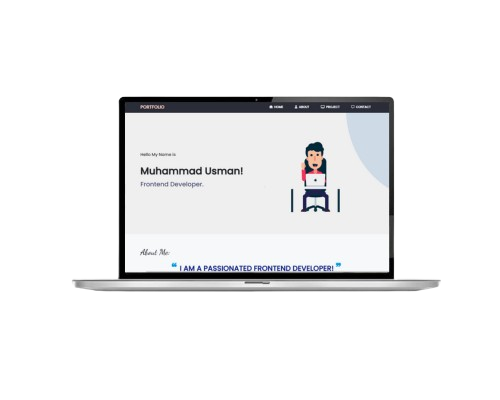 PORTFOLIO
HOME ABOUT PROJECT CONTACT
Hello My Name is
Muhammad Usman!
Frontend Developer.
About Me:
❝ I AM A PASSIONATED FRONTEND DEVELOPER! ❞